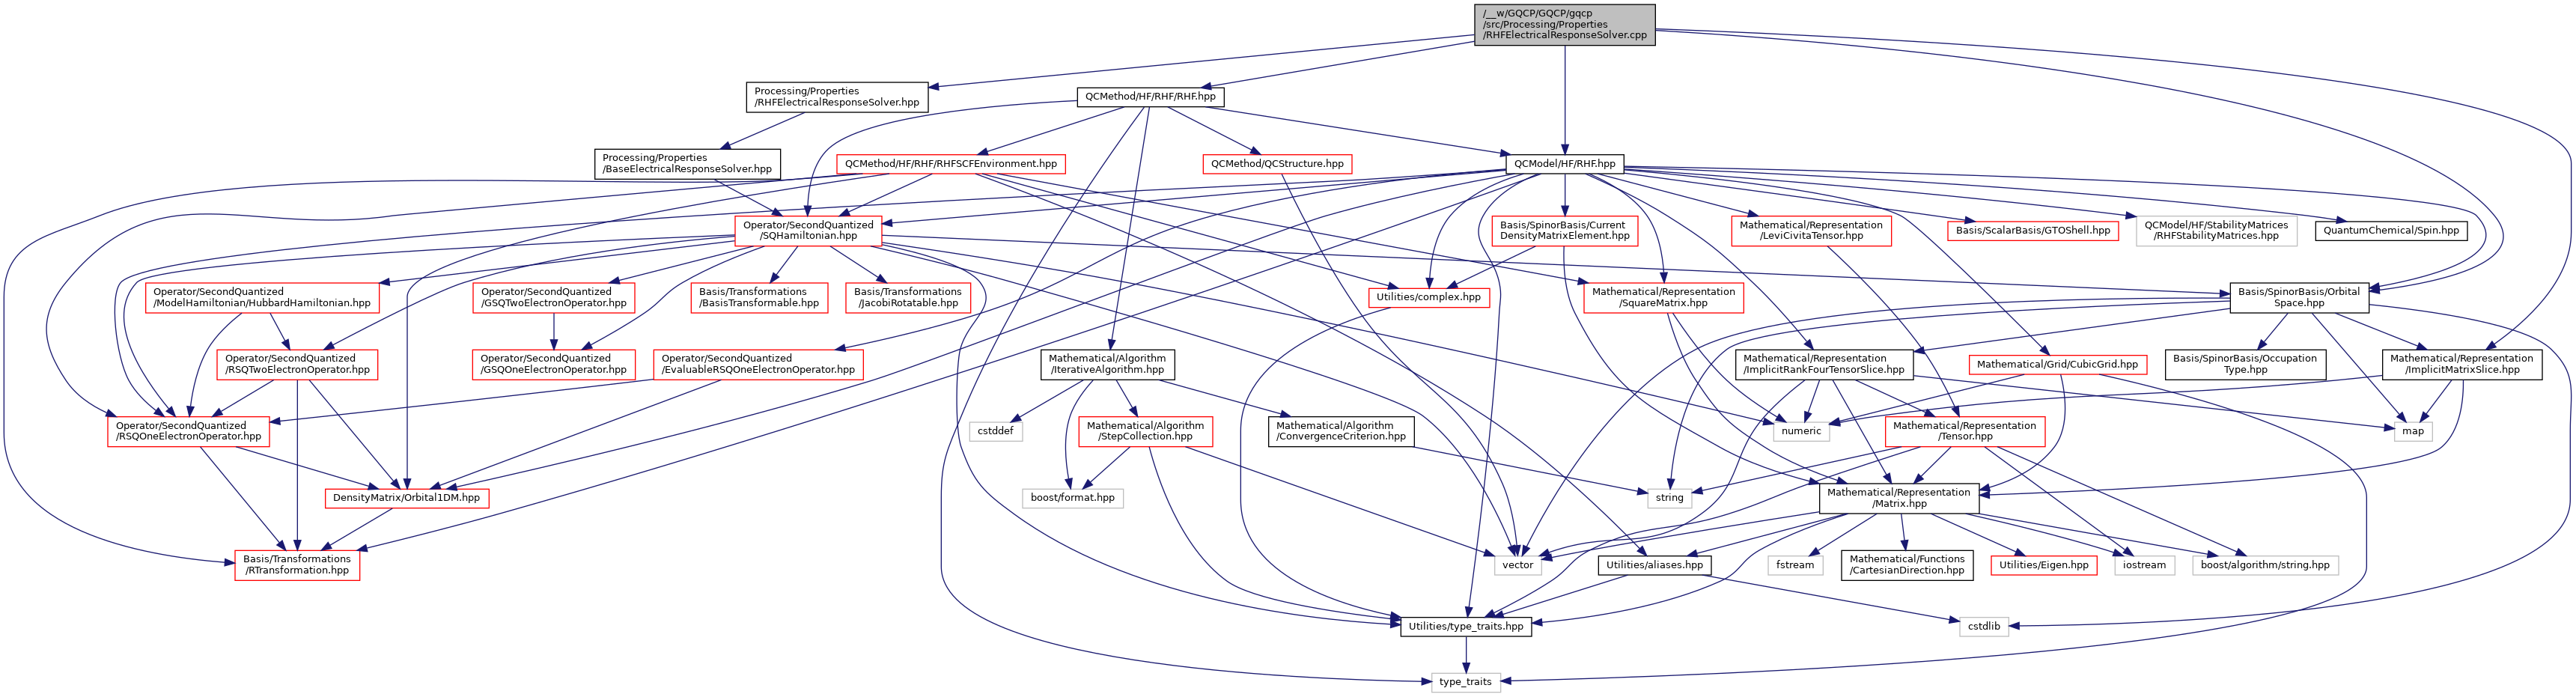 /__w/GQCP/GQCP/gqcp
/src/Processing/Properties
/RHFElectricalResponseSolver.cpp
Processing/Properties
/RHFElectricalResponseSolver.hpp
QCMethod/HF/RHF/RHF.hpp
Processing/Properties
/BaseElectricalResponseSolver.hpp
QCMethod/HF/RHF/RHFSCFEnvironment.hpp
QCMethod/QCStructure.hpp
QCModel/HF/RHF.hpp
Operator/SecondQuantized
/SQHamiltonian.hpp
Basis/SpinorBasis/Current
DensityMatrixElement.hpp
Mathematical/Representation
/LeviCivitaTensor.hpp
Basis/ScalarBasis/GTOShell.hpp
QCModel/HF/StabilityMatrices
/RHFStabilityMatrices.hpp
QuantumChemical/Spin.hpp
Operator/SecondQuantized
/ModelHamiltonian/HubbardHamiltonian.hpp
Operator/SecondQuantized
/GSQTwoElectronOperator.hpp
Basis/Transformations
/BasisTransformable.hpp
Basis/Transformations
/JacobiRotatable.hpp
Utilities/complex.hpp
Mathematical/Representation
/SquareMatrix.hpp
Basis/SpinorBasis/Orbital
Space.hpp
Operator/SecondQuantized
/RSQTwoElectronOperator.hpp
Operator/SecondQuantized
/GSQOneElectronOperator.hpp
Operator/SecondQuantized
/EvaluableRSQOneElectronOperator.hpp
Mathematical/Algorithm
/IterativeAlgorithm.hpp
Mathematical/Representation
/ImplicitRankFourTensorSlice.hpp
Mathematical/Grid/CubicGrid.hpp
Basis/SpinorBasis/Occupation
Type.hpp
Mathematical/Representation
/ImplicitMatrixSlice.hpp
Operator/SecondQuantized
/RSQOneElectronOperator.hpp
cstddef
Mathematical/Algorithm
/StepCollection.hpp
Mathematical/Algorithm
/ConvergenceCriterion.hpp
numeric
Mathematical/Representation
/Tensor.hpp
map
DensityMatrix/Orbital1DM.hpp
boost/format.hpp
string
Mathematical/Representation
/Matrix.hpp
Basis/Transformations
/RTransformation.hpp
vector
Utilities/aliases.hpp
fstream
Mathematical/Functions
/CartesianDirection.hpp
Utilities/Eigen.hpp
iostream
boost/algorithm/string.hpp
Utilities/type_traits.hpp
cstdlib
type_traits